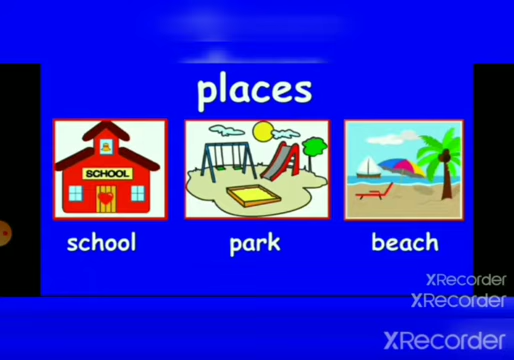 places
SCHOOL
school park beach
XRecorder
XRecorder
XRecorder